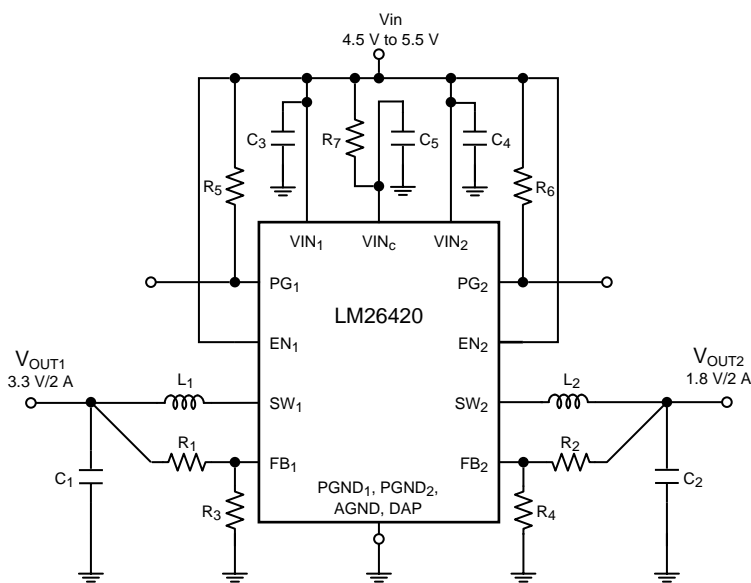 Vin
4.5 V to 5.5 V
C3
R7
C5
C4
R5
R6
VIN1
VINc
VIN2
PG1
PG2
LM26420
EN1
EN2
VOUT1
3.3 V/2 A
L1
L2
VOUT2
1.8 V/2 A
SW1
SW2
R1
R2
FB1
FB2
C1
C2
R3
R4
PGND1, PGND2,
AGND, DAP